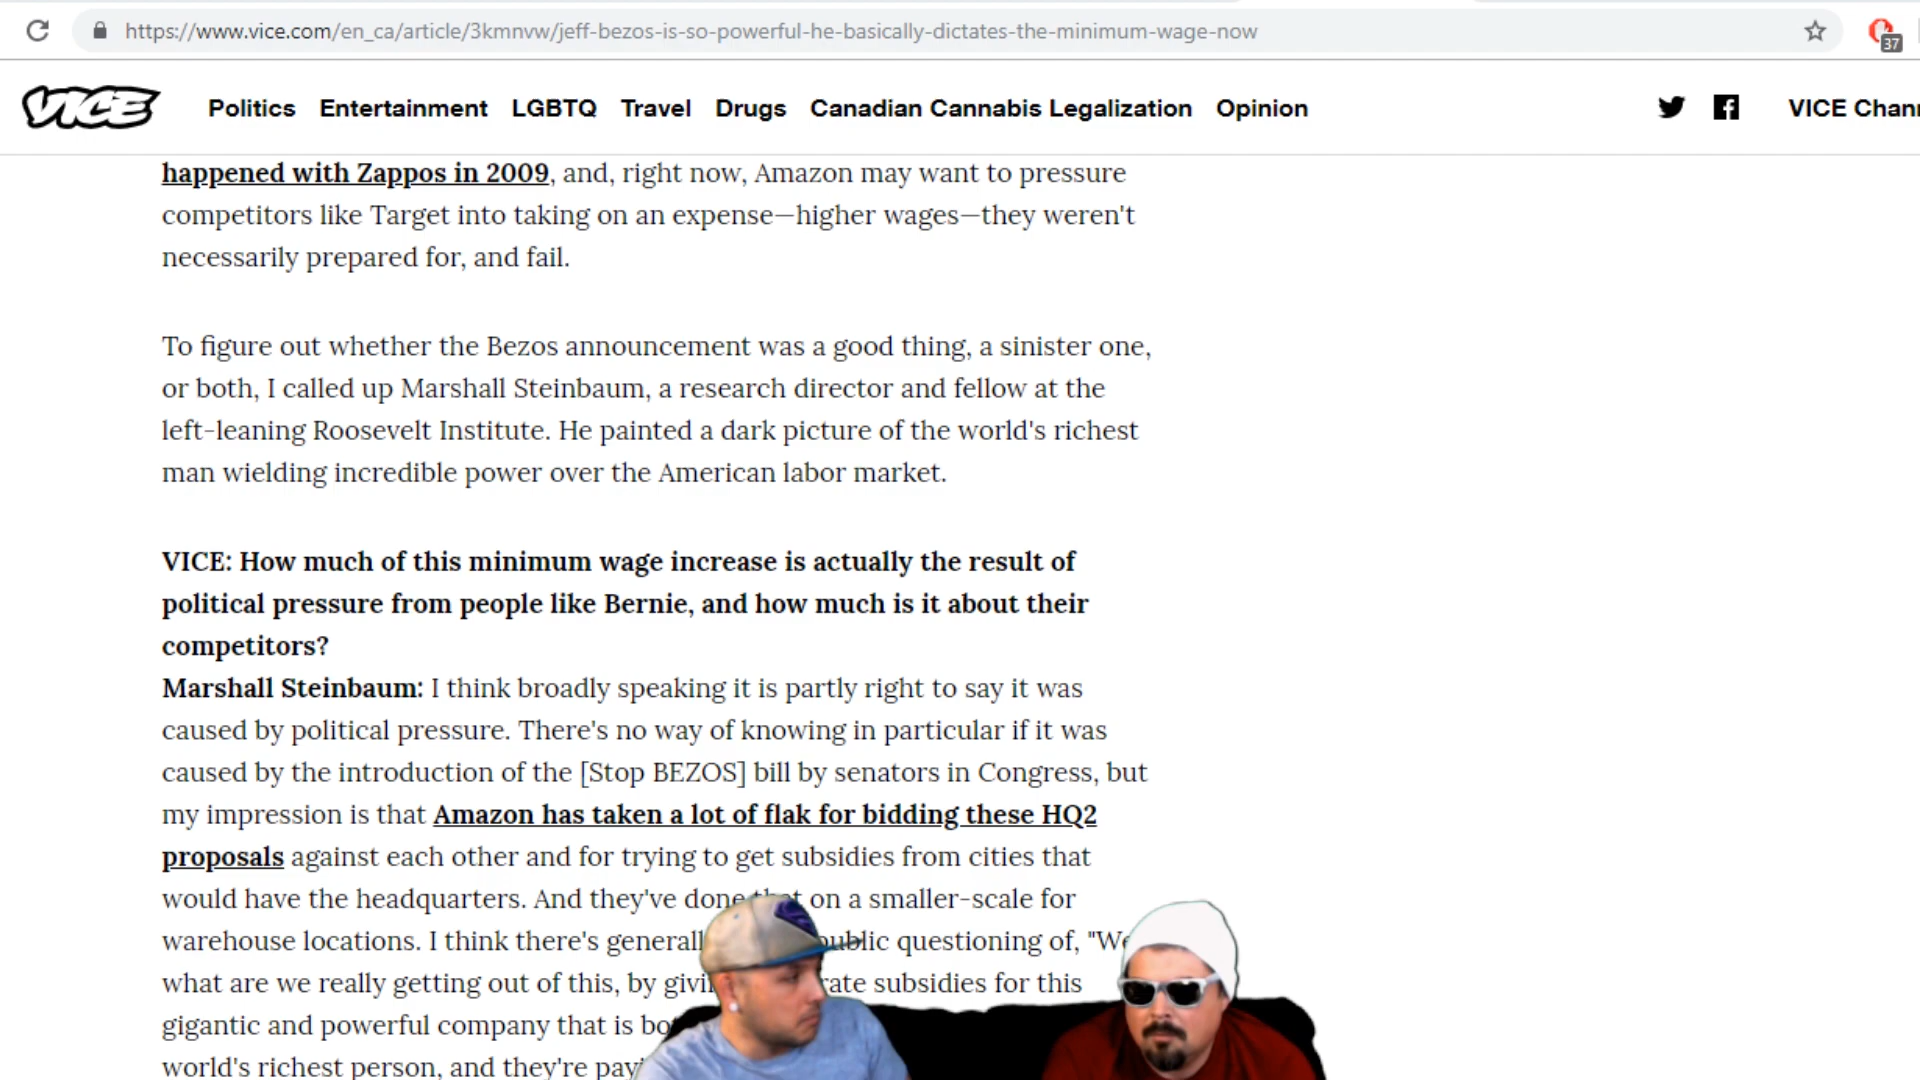 https://www.vice.com/en_ca/article/3kmnvw/jeff-bezos-is-so-powerful-he-basically-dictates-the-minimum-wage-now
37
VICE Politics Entertainment LGBTQ Travel Drugs Canadian Cannabis Legalization Opinion VICE Chan
happened with Zappos in 2009, and, right now, Amazon may want to pressure
competitors like Target into taking on an expense—higher wages—they weren't
necessarily prepared for, and fail.
To figure out whether the Bezos announcement was a good thing, a sinister one,
or both, I called up Marshall Steinbaum, a research director and fellow at the
left-leaning Roosevelt Institute. He painted a dark picture of the world's richest
man wielding incredible power over the American labor market.
VICE: How much of this minimum wage increase is actually the result of
political pressure from people like Bernie, and how much is it about their
competitors?
Marshall Steinbaum: I think broadly speaking it is partly right to say it was
caused by political pressure. There's no way of knowing in particular if it was
caused by the introduction of the [Stop BEZOS] bill by senators in Congress, but
my impression is that Amazon has taken a lot of flak for bidding these HQ2
proposals against each other and for trying to get subsidies from cities that
would have the headquarters. And they've done that on a smaller-scale for
warehouse locations. I think there's general public questioning of, "We
what are we really getting out of this, by givi rate subsidies for this
gigantic and powerful company that is bo
world's richest person, and they're pay